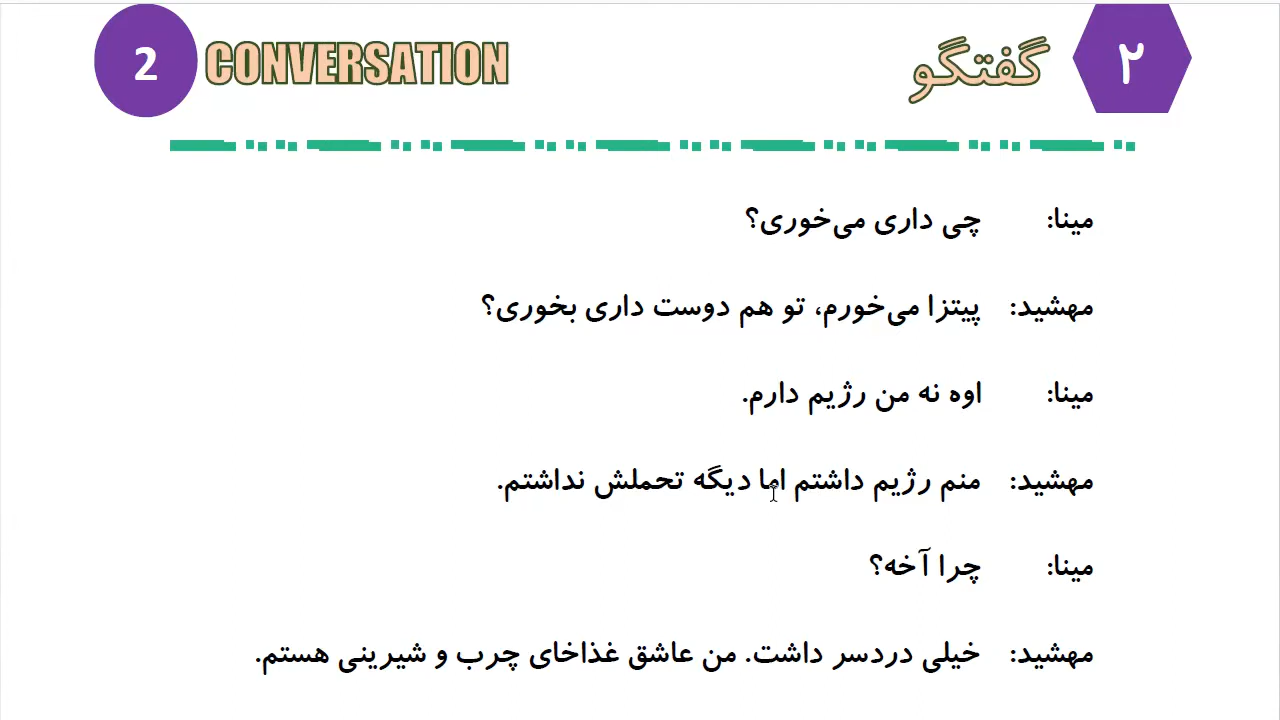 2 CONVERSATION
۲ گفتگو
مینا: چی داری می‌خوری؟
مهشید: پیتزا می‌خورم، تو هم دوست داری بخوری؟
مینا: اوه نه من رژیم دارم.
مهشید: منم رژیم داشتم اما دیگه تحملش نداشتم.
مینا: چرا آخه؟
مهشید: خیلی دردسر داشت. من عاشق غذاخای چرب و شیرینی هستم.